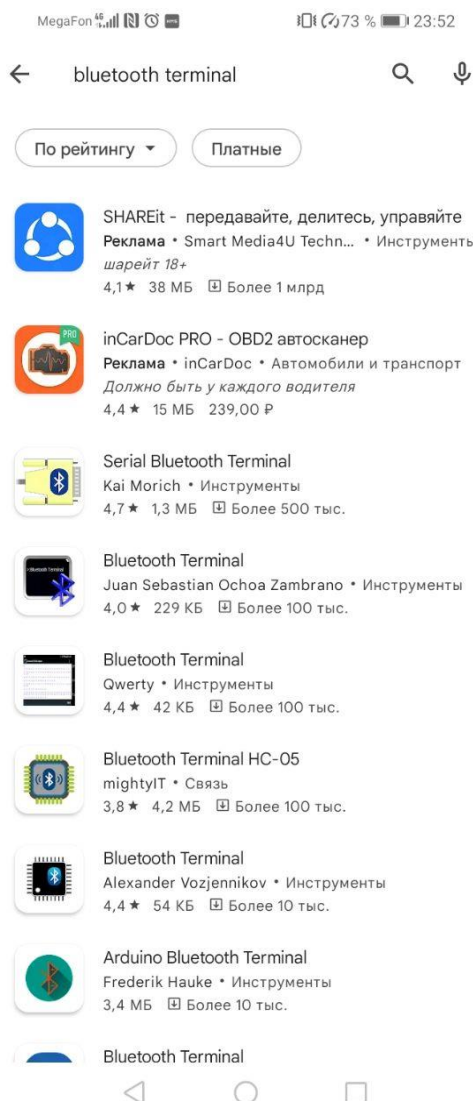 MegaFon 4G 73 % 23:52
bluetooth terminal
По рейтингу Платные
SHAREit - передавайте, делитесь, управяйте
Реклама • Smart Media4U Techn... • Инструменть
шарейт 18+
4,1★ 38 МБ Более 1 млрд
PRO
inCarDoc PRO - OBD2 автосканер
Реклама • inCarDoc • Автомобили и транспорт
Должно быть у каждого водителя
4,4★ 15 МБ 239,00 ₽
Serial Bluetooth Terminal
Kai Morich • Инструменты
4,7★ 1,3 МБ Более 500 тыс.
Bluetooth Terminal
Juan Sebastian Ochoa Zambrano • Инструменты
4,0★ 229 КБ Более 100 тыс.
Bluetooth Terminal
Qwerty • Инструменты
4,4★ 42 КБ Более 100 тыс.
Bluetooth Terminal HC-05
mightyIT • Связь
3,8★ 4,2 МБ Более 100 тыс.
Bluetooth Terminal
Alexander Vozjennikov • Инструменты
4,4★ 54 КБ Более 10 тыс.
Arduino Bluetooth Terminal
Frederik Hauke • Инструменты
3,4 МБ Более 10 тыс.
Bluetooth Terminal